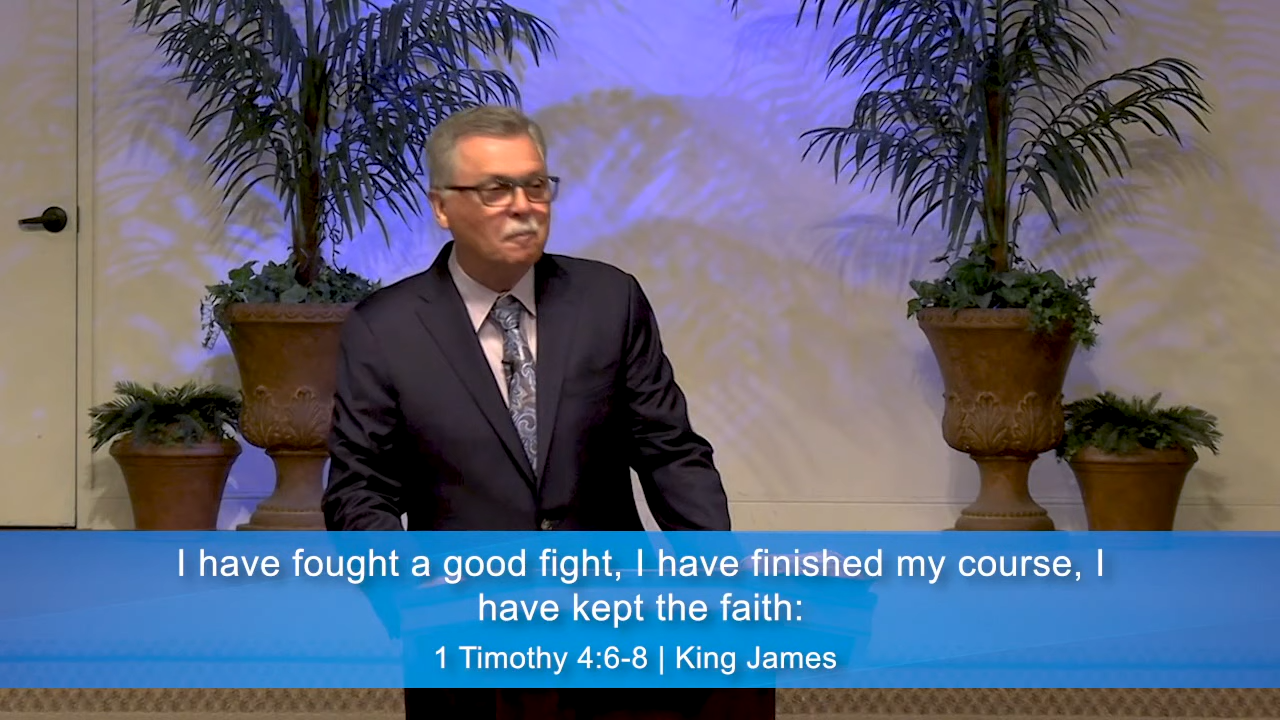 I have fought a good fight, I have finished my course, I
have kept the faith:
1 Timothy 4:6-8 | King James